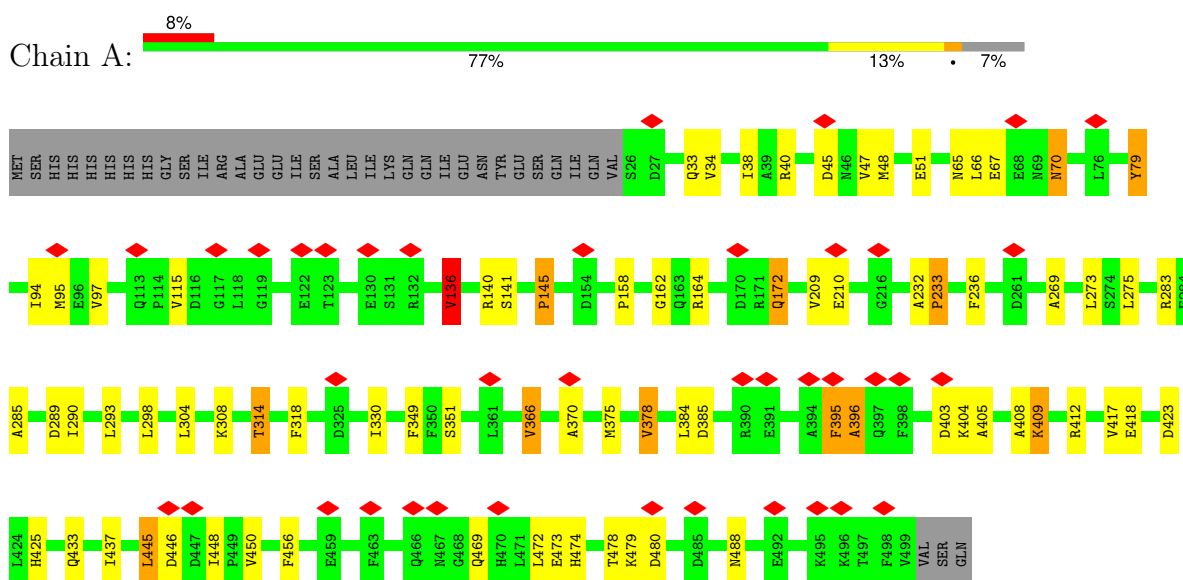 8%
Chain A:
77% 13% • 7%
MET SER HIS HIS HIS HIS HIS HIS GLY SER ILE ARG ALA GLU GLU ILE SER ALA LEU ILE LYS GLN GLN ILE GLU ASN TYR GLU SER GLN ILE GLN VAL S26 D27 Q33 V34 I38 A39 R40 D45 N46 V47 M48 E51 N65 L66 E67 E68 N69 N70 L76 Y79
I94 M95 E96 V97 Q113 P114 V115 D116 G117 L118 G119 E122 T123 E130 S131 R132 V136 R140 S141 P145 D154 P158 G162 Q163 R164 D170 R171 Q172 V209 E210 G216 A232 P233 F236 D261 A269 L273 S274 L275 R283
A285 D289 I290 L293 L298 L304 K308 T314 F318 D325 I330 F349 F350 S351 L361 V366 A370 M375 V378 L384 D385 R390 E391 A394 F395 A396 Q397 F398 D403 K404 A405 A408 K409 R412 V417 E418 D423
L424 H425 Q433 I437 L445 D446 D447 I448 P449 V450 F456 E459 F463 Q466 N467 G468 Q469 H470 L471 L472 E473 H474 T478 K479 D480 D485 N488 E492 K495 K496 T497 F498 V499 VAL SER GLN